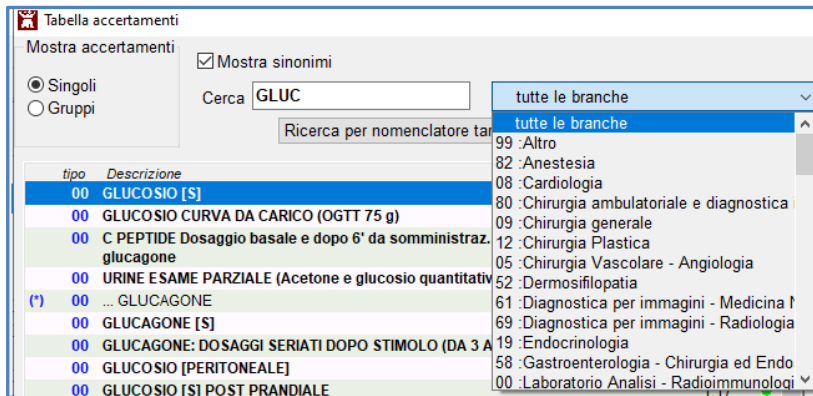 Tabella accertamenti
Mostra accertamenti
Singoli
Gruppi
Mostra sinonimi
Cerca GLUC
Ricerca per nomenclatore
tutte le branche
tutte le branche
99 :Altro
82 :Anestesia
08 :Cardiologia
80 :Chirurgia ambulatoriale e diagnostica
09 :Chirurgia generale
12 :Chirurgia Plastica
05 :Chirurgia Vascolare - Angiologia
52 :Dermosifilopatia
61 :Diagnostica per immagini - Medicina
69 :Diagnostica per immagini - Radiologia
19 :Endocrinologia
58 :Gastroenterologia - Chirurgia ed Endo
00 :Laboratorio Analisi - Radioimmunologi
tipo Descrizione
00 GLUCOSIO [S]
00 GLUCOSIO CURVA DA CARICO (OGTT 75 g)
00 C PEPTIDE Dosaggio basale e dopo 6' da somministraz.
glucagone
00 URINE ESAME PARZIALE (Acetone e glucosio quantitativ
(*) 00 ... GLUCAGONE
00 GLUCAGONE [S]
00 GLUCAGONE: DOSAGGI SERIATI DOPO STIMOLO (DA 3 A
00 GLUCOSIO [PERITONEALE]
00 GLUCOSIO [S] POST PRANDIALE